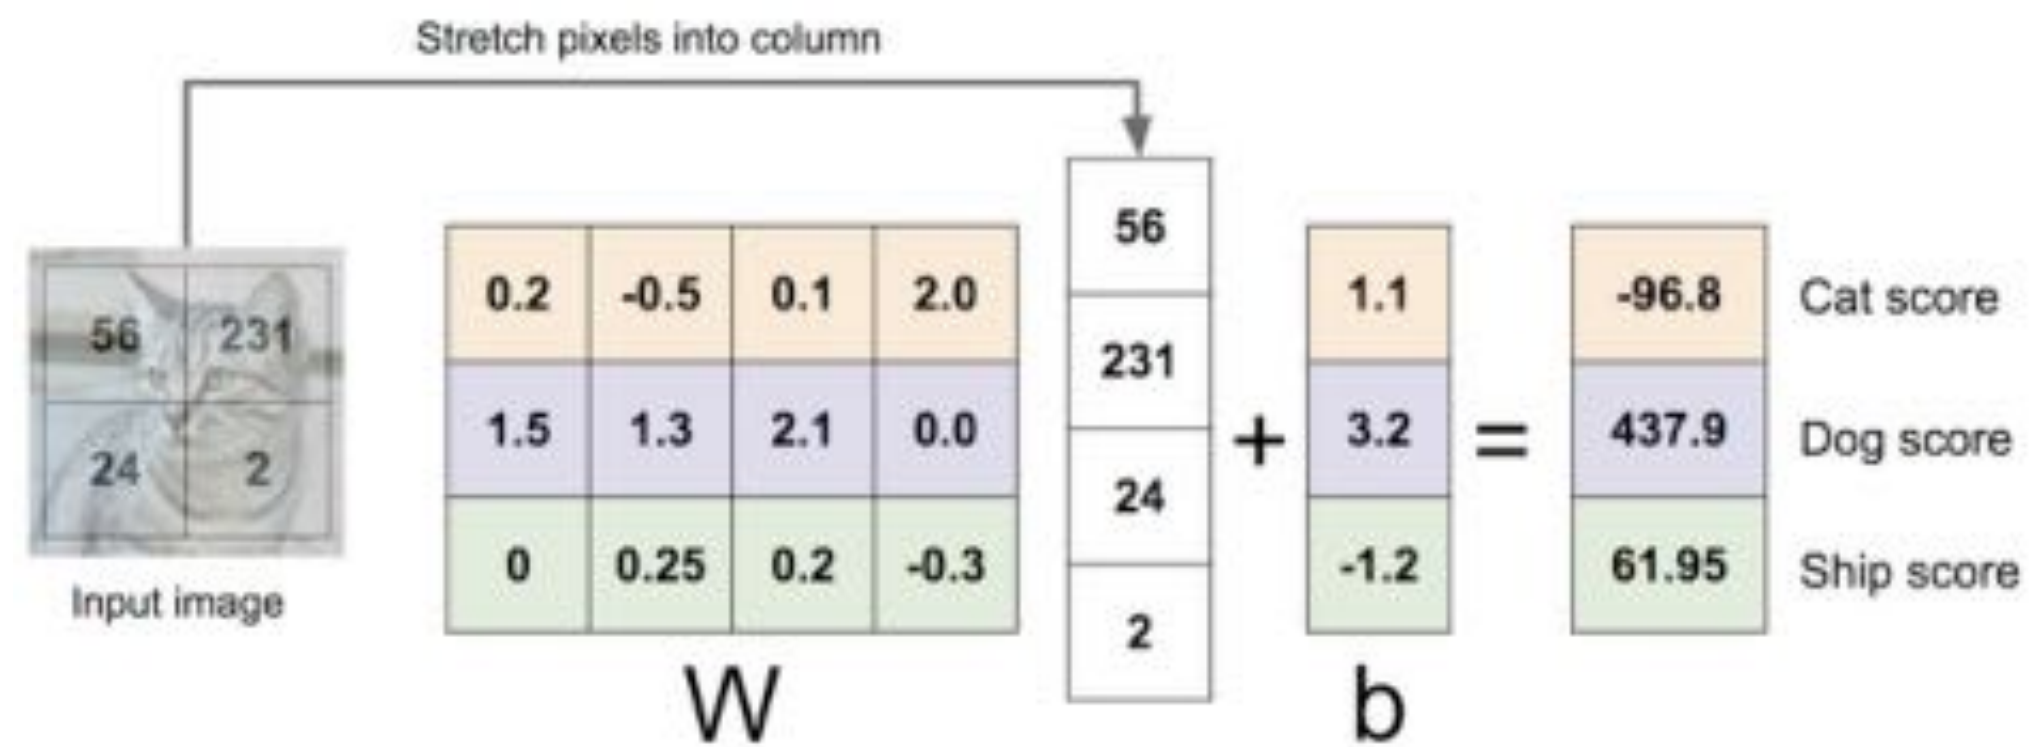 Stretch pixels into column
56 231
24 2
Input image
0.2 -0.5 0.1 2.0
1.5 1.3 2.1 0.0
0 0.25 0.2 -0.3
W
56
231
24
2
+
1.1
3.2
-1.2
b
=
-96.8 Cat score
437.9 Dog score
61.95 Ship score